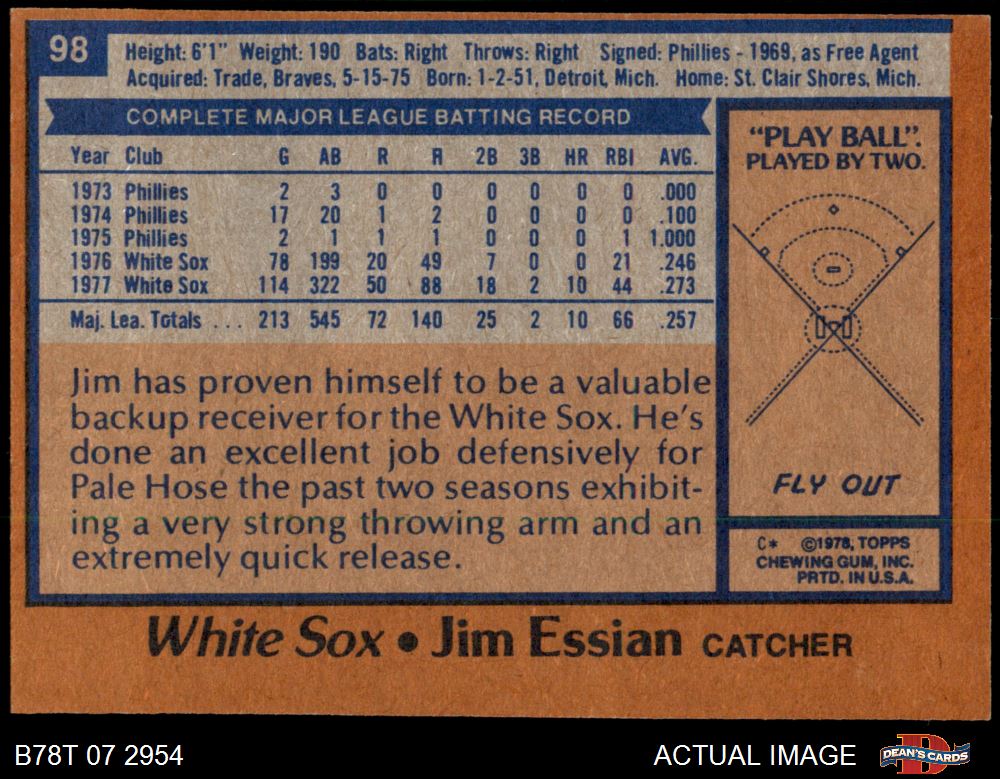 98
Height: 6'1" Weight: 190 Bats: Right Throws: Right Signed: Phillies - 1969, as Free Agent
Acquired: Trade, Braves, 5-15-75 Born: 1-2-51, Detroit, Mich. Home: St. Clair Shores, Mich.
COMPLETE MAJOR LEAGUE BATTING RECORD
Year Club G AB R H 2B 3B HR RBI AVG.
1973 Phillies 2 3 0 0 0 0 0 0 .000
1974 Phillies 17 20 1 2 0 0 0 0 .100
1975 Phillies 2 1 1 1 0 0 0 1 1.000
1976 White Sox 78 199 20 49 7 0 0 21 .246
1977 White Sox 114 322 50 88 18 2 10 44 .273
Maj. Lea. Totals ... 213 545 72 140 25 2 10 66 .257
Jim has proven himself to be a valuable
backup receiver for the White Sox. He's
done an excellent job defensively for
Pale Hose the past two seasons exhibit-
ing a very strong throwing arm and an
extremely quick release.
"PLAY BALL".
PLAYED BY TWO.
FLY OUT
C* ©1978, TOPPS
CHEWING GUM, INC.
PRTD. IN U.S.A.
White Sox • Jim Essian CATCHER
B78T 07 2954
ACTUAL IMAGE
D
DEAN'S CARDS